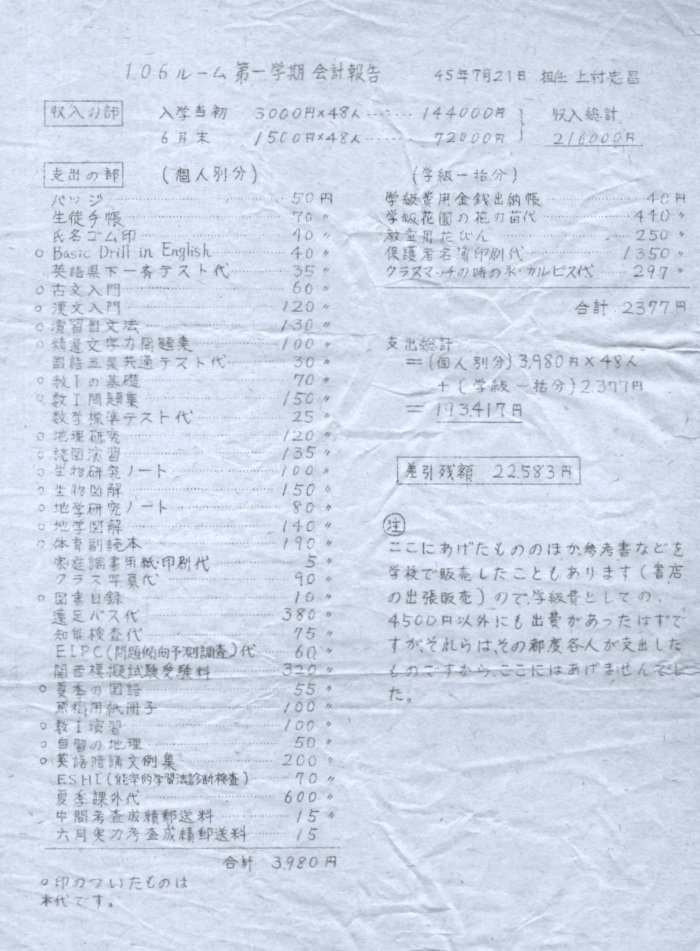 106ルーム 第一学期 会計報告 45年7月21日 担任 上村忠昌
収入の部 入学当初 3000円×48人……… 144000円 収入総計
6月末 1500円×48人……… 72000円 216000円
支出の部 (個人別分)
バッジ 50円
生徒手帳 70〃
氏名ゴム印 40〃
○ Basic Drill in English 40〃
英語県下一斉テスト代 35〃
○ 古文入門 60〃
○ 漢文入門 120〃
○ 演習国文法 130〃
○ 精選文字力問題集 100〃
国語五集共通テスト代 30〃
○ 数Iの基礎 70〃
○ 数I問題集 150〃
数学標準テスト代 25〃
○ 地理研究 120〃
○ 読図演習 135〃
○ 生物研究ノート 100〃
○ 生物図解 150〃
○ 地学研究ノート 80〃
○ 地学図解 140〃
○ 体育副読本 190〃
家庭調書用紙印刷代 5〃
クラス写真代 90〃
○ 図書目録 10〃
遠足バス代 380〃
知能検査代 75〃
EIPC(問題傾向予測調査)代 60〃
関西模擬試験受験料 320〃
○ 夏季の国語 55〃
原稿用紙冊子 100〃
○ 数I演習 100〃
○ 自習の地理 50〃
○ 英語暗誦文例集 200〃
ESHI(能率的学習法診断検査) 70〃
夏季課外代 600〃
中間考査成績郵送料 15〃
六月実力考査成績郵送料 15
合計 3,980円
○印のついたものは
本代です。
(学級一括分)
学級費用金銭出納帳 40円
学級花園の花の苗代 440〃
教室用花びん 250〃
保護者名簿印刷代 1350〃
クラスマッチの時の氷・カルピス代 297〃
合計 2377円
支出総計
=(個人別分)3,980円×48人
+(学級一括分)2,377円
= 193417円
差引残額 22,583円
注
ここにあげたもののほか参考書などを
学校で販売したこともあります(書店
の出張販売)ので、学級費としての、
4500円以外にも出費があったはずで
すが、それらは、その都度各人が支出した
ものですから、ここにはあげませんでし
た。